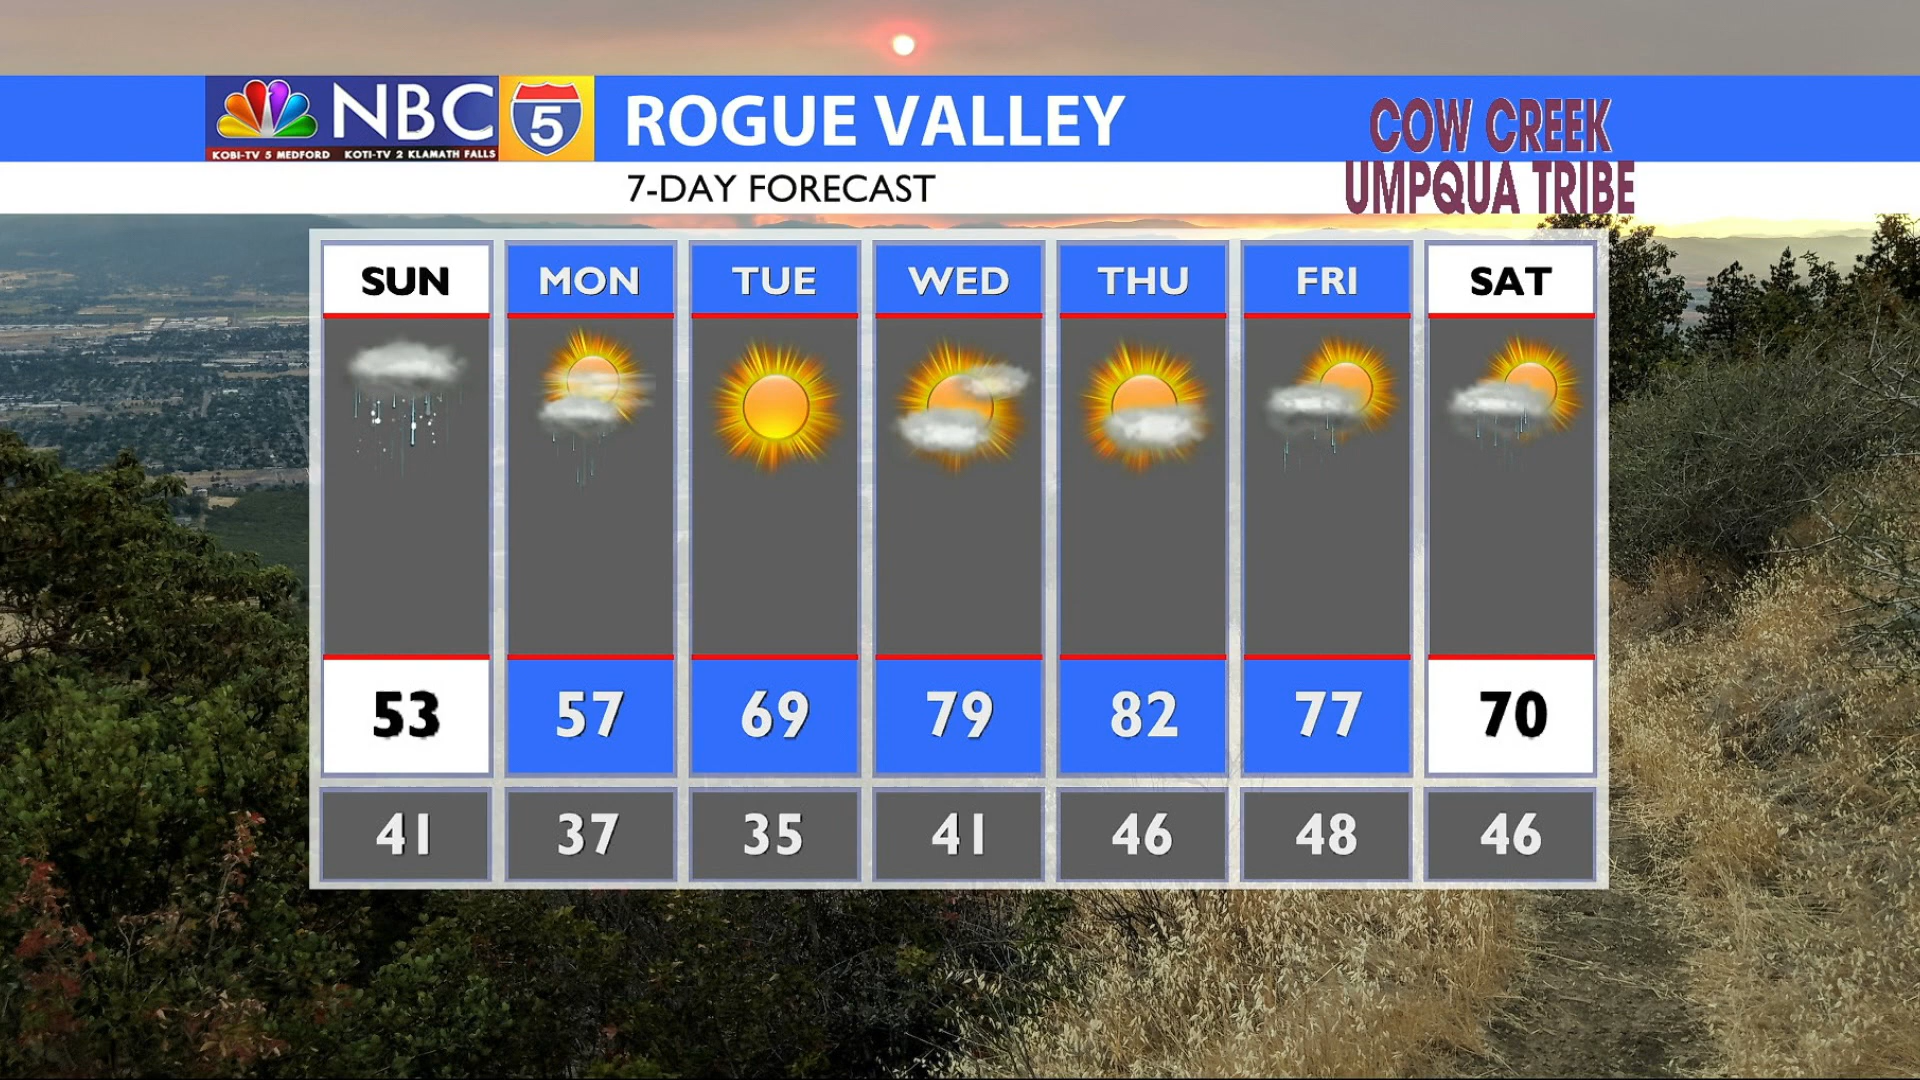 NBC 5
KOBI-TV 5 MEDFORD KOTI-TV 2 KLAMATH FALLS
ROGUE VALLEY
COW CREEK
UMPQUA TRIBE
7-DAY FORECAST
SUN MON TUE WED THU FRI SAT
53 57 69 79 82 77 70
41 37 35 41 46 48 46